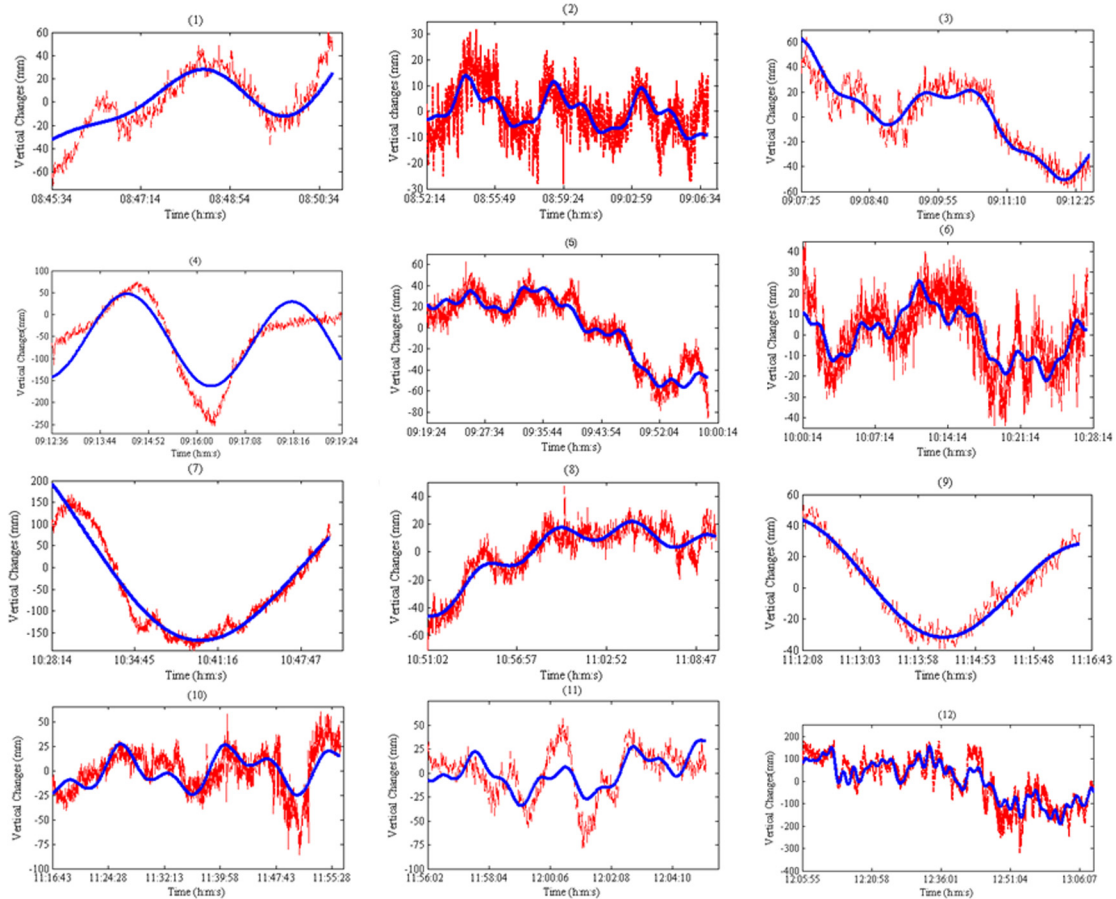 (1)
Vertical Changes (mm)
60
40
20
0
-20
-40
-60
08:45:34 08:47:14 08:48:54 08:50:34
Time (h:m:s)
(2)
Vertical changes (mm)
30
20
10
0
-10
-20
30
08:52:14 08:55:49 08:59:24 09:02:59 09:06:34
Time (h:m:s)
(3)
Vertical Changes (mm)
60
40
20
0
-20
-40
-60
09:07:25 09:08:40 09:09:55 09:11:10 09:12:25
Time (h:m:s)
(4)
Vertical Changes(mm)
100
50
0
-50
-100
-150
-200
-250
09:12:36 09:13:44 09:14:52 09:16:00 09:17:08 09:18:16 09:19:24
Time (h:m:s)
(5)
Vertical Changes (mm)
60
40
20
0
-20
-40
-60
-80
09:19:24 09:27:34 09:35:44 09:43:54 09:52:04 10:00:14
Time (h:m:s)
(6)
Vertical Changes (mm)
40
30
20
10
0
-10
-20
-30
-40
10:00:14 10:07:14 10:14:14 10:21:14 10:28:14
Time (h:m:s)
(7)
Vertical Changes (mm)
200
150
100
50
0
-50
-100
-150
10:28:14 10:34:45 10:41:16 10:47:47
Time (h:m:s)
(8)
Vertical Changes (mm)
40
20
0
-20
-40
-60
10:51:02 10:56:57 11:02:52 11:08:47
Time (h:m:s)
(9)
Vertical Changes (mm)
60
40
20
0
-20
-40
11:12:08 11:13:03 11:13:58 11:14:53 11:15:48 11:16:43
Time (h:m:s)
(10)
Vertical Changes (mm)
50
25
0
-25
-50
-75
-100
11:16:43 11:24:28 11:32:13 11:39:58 11:47:43 11:55:28
Time (h:m:s)
(11)
Vertical Changes (mm)
50
25
0
-25
-50
-75
-100
11:56:02 11:58:04 12:00:06 12:02:08 12:04:10
Time (h:m:s)
(12)
Vertical Changes(mm)
200
100
0
-100
-200
-300
-400
12:05:55 12:20:58 12:36:01 12:51:04 13:06:07
Time (h:m:s)